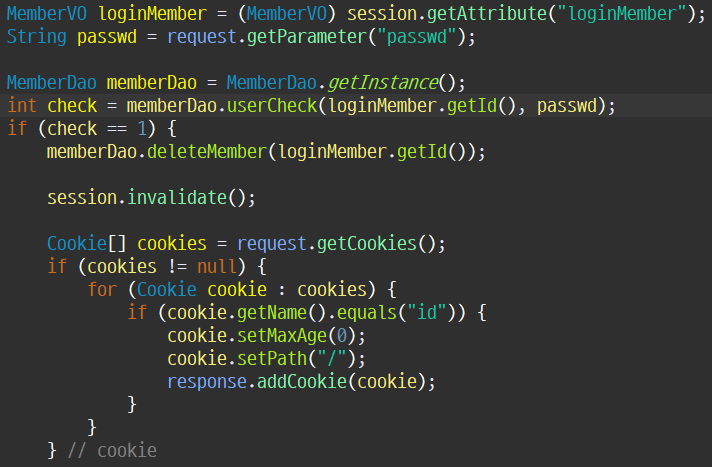 MemberVO loginMember = (MemberVO) session.getAttribute("loginMember");
String passwd = request.getParameter("passwd");
MemberDao memberDao = MemberDao.getInstance();
int check = memberDao.userCheck(loginMember.getId(), passwd);
if (check == 1) {
memberDao.deleteMember(loginMember.getId());
session.invalidate();
Cookie[] cookies = request.getCookies();
if (cookies != null) {
for (Cookie cookie : cookies) {
if (cookie.getName().equals("id")) {
cookie.setMaxAge(0);
cookie.setPath("/");
response.addCookie(cookie);
}
}
} // cookie